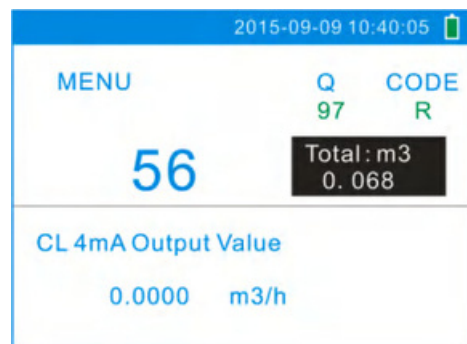 2015-09-09 10:40:05
MENU Q CODE
97 R
56 Total: m3
0.068
CL 4mA Output Value
0.0000 m3/h